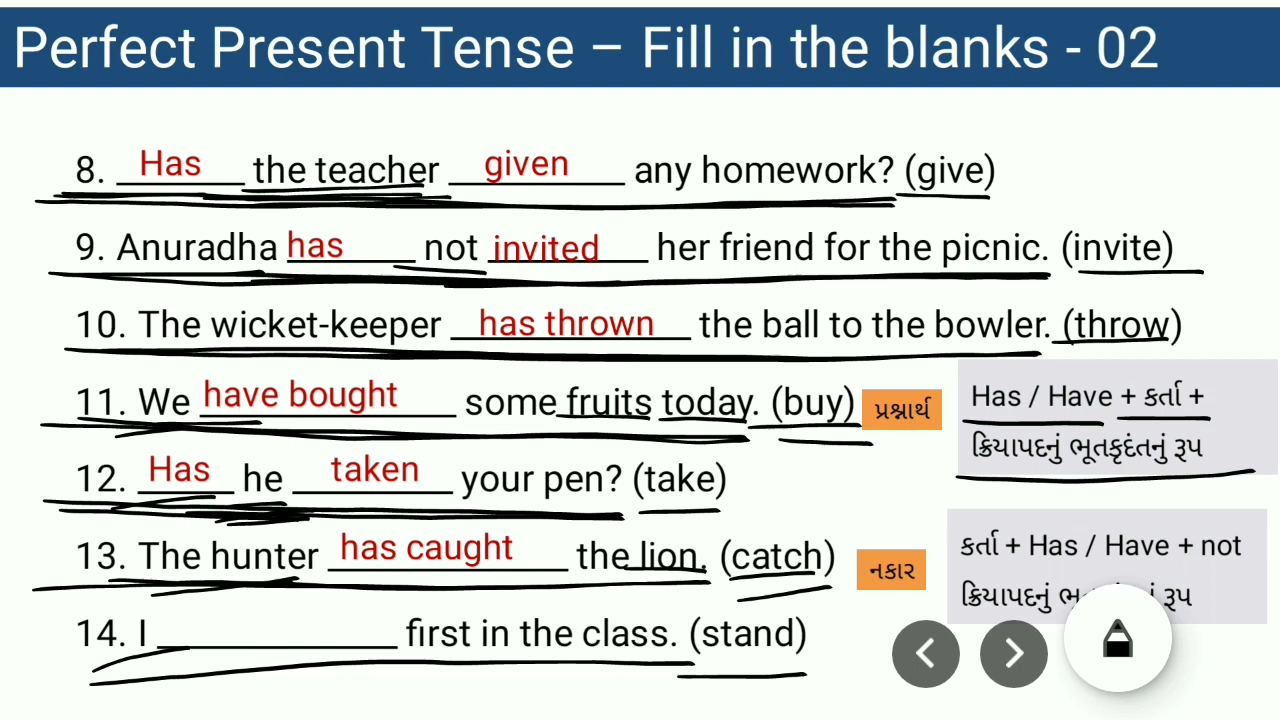 Perfect Present Tense – Fill in the blanks - 02
8. Has the teacher given any homework? (give)
9. Anuradha has not invited her friend for the picnic. (invite)
10. The wicket-keeper has thrown the ball to the bowler. (throw)
11. We have bought some fruits today. (buy)
પ્રશ્નાર્થ
Has / Have + કર્તા +
ક્રિયાપદનું ભૂતકૃદંતનું રૂપ
12. Has he taken your pen? (take)
13. The hunter has caught the lion. (catch)
નકાર
કર્તા + Has / Have + not
ક્રિયાપદનું રૂપ
14. I ____________ first in the class. (stand)